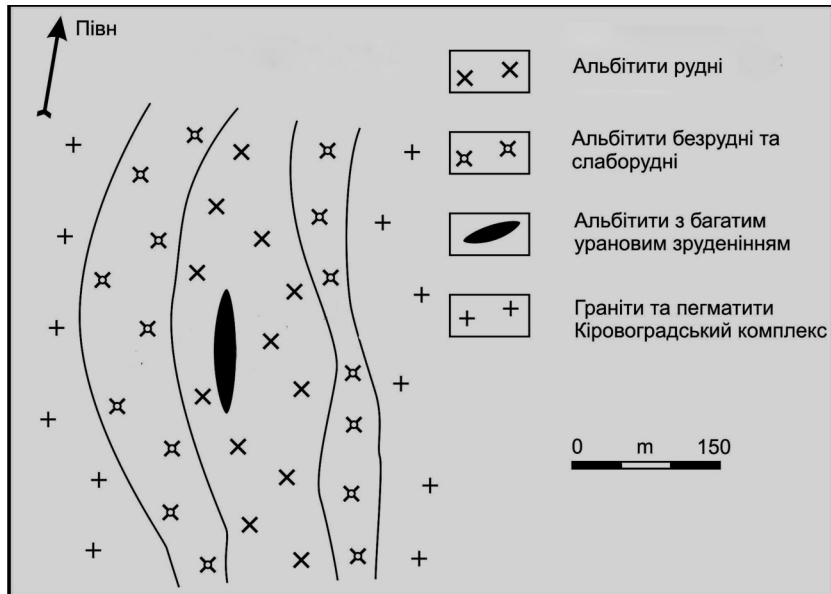 Півн
Альбітити рудні
Альбітити безрудні та
слаборудні
Альбітити з багатим
урановим зруденінням
Граніти та пегматити
Кіровоградський комплекс
0 m 150